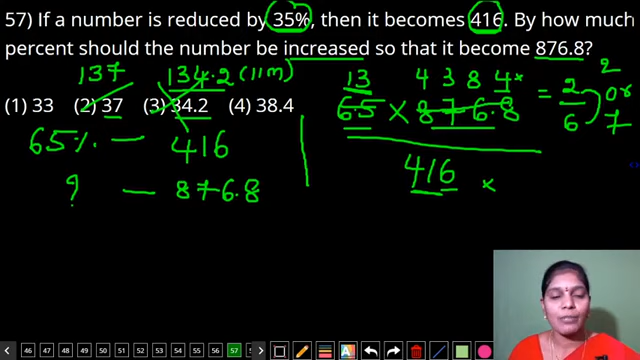 57) If a number is reduced by 35%, then it becomes 416. By how much
percent should the number be increased so that it become 876.8?
137 134.2 (11m)
(1) 33 (2) 37 (3) 34.2 (4) 38.4
65% — 416
? — 876.8
13 4 3 8 4 x
65 × 876.8 = 2/6
2 or 7
416 x
46 47 48 49 50 51 52 53 54 55 56 57 58